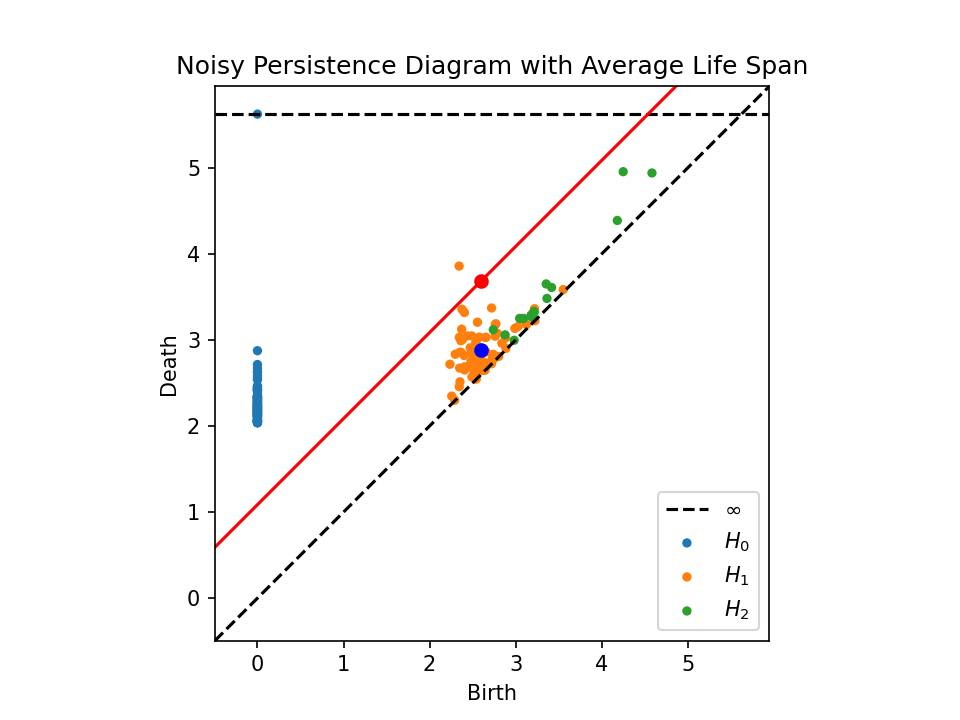 Noisy Persistence Diagram with Average Life Span
Death
5
4
3
2
1
0
0 1 2 3 4 5
Birth
∞
H₀
H₁
H₂